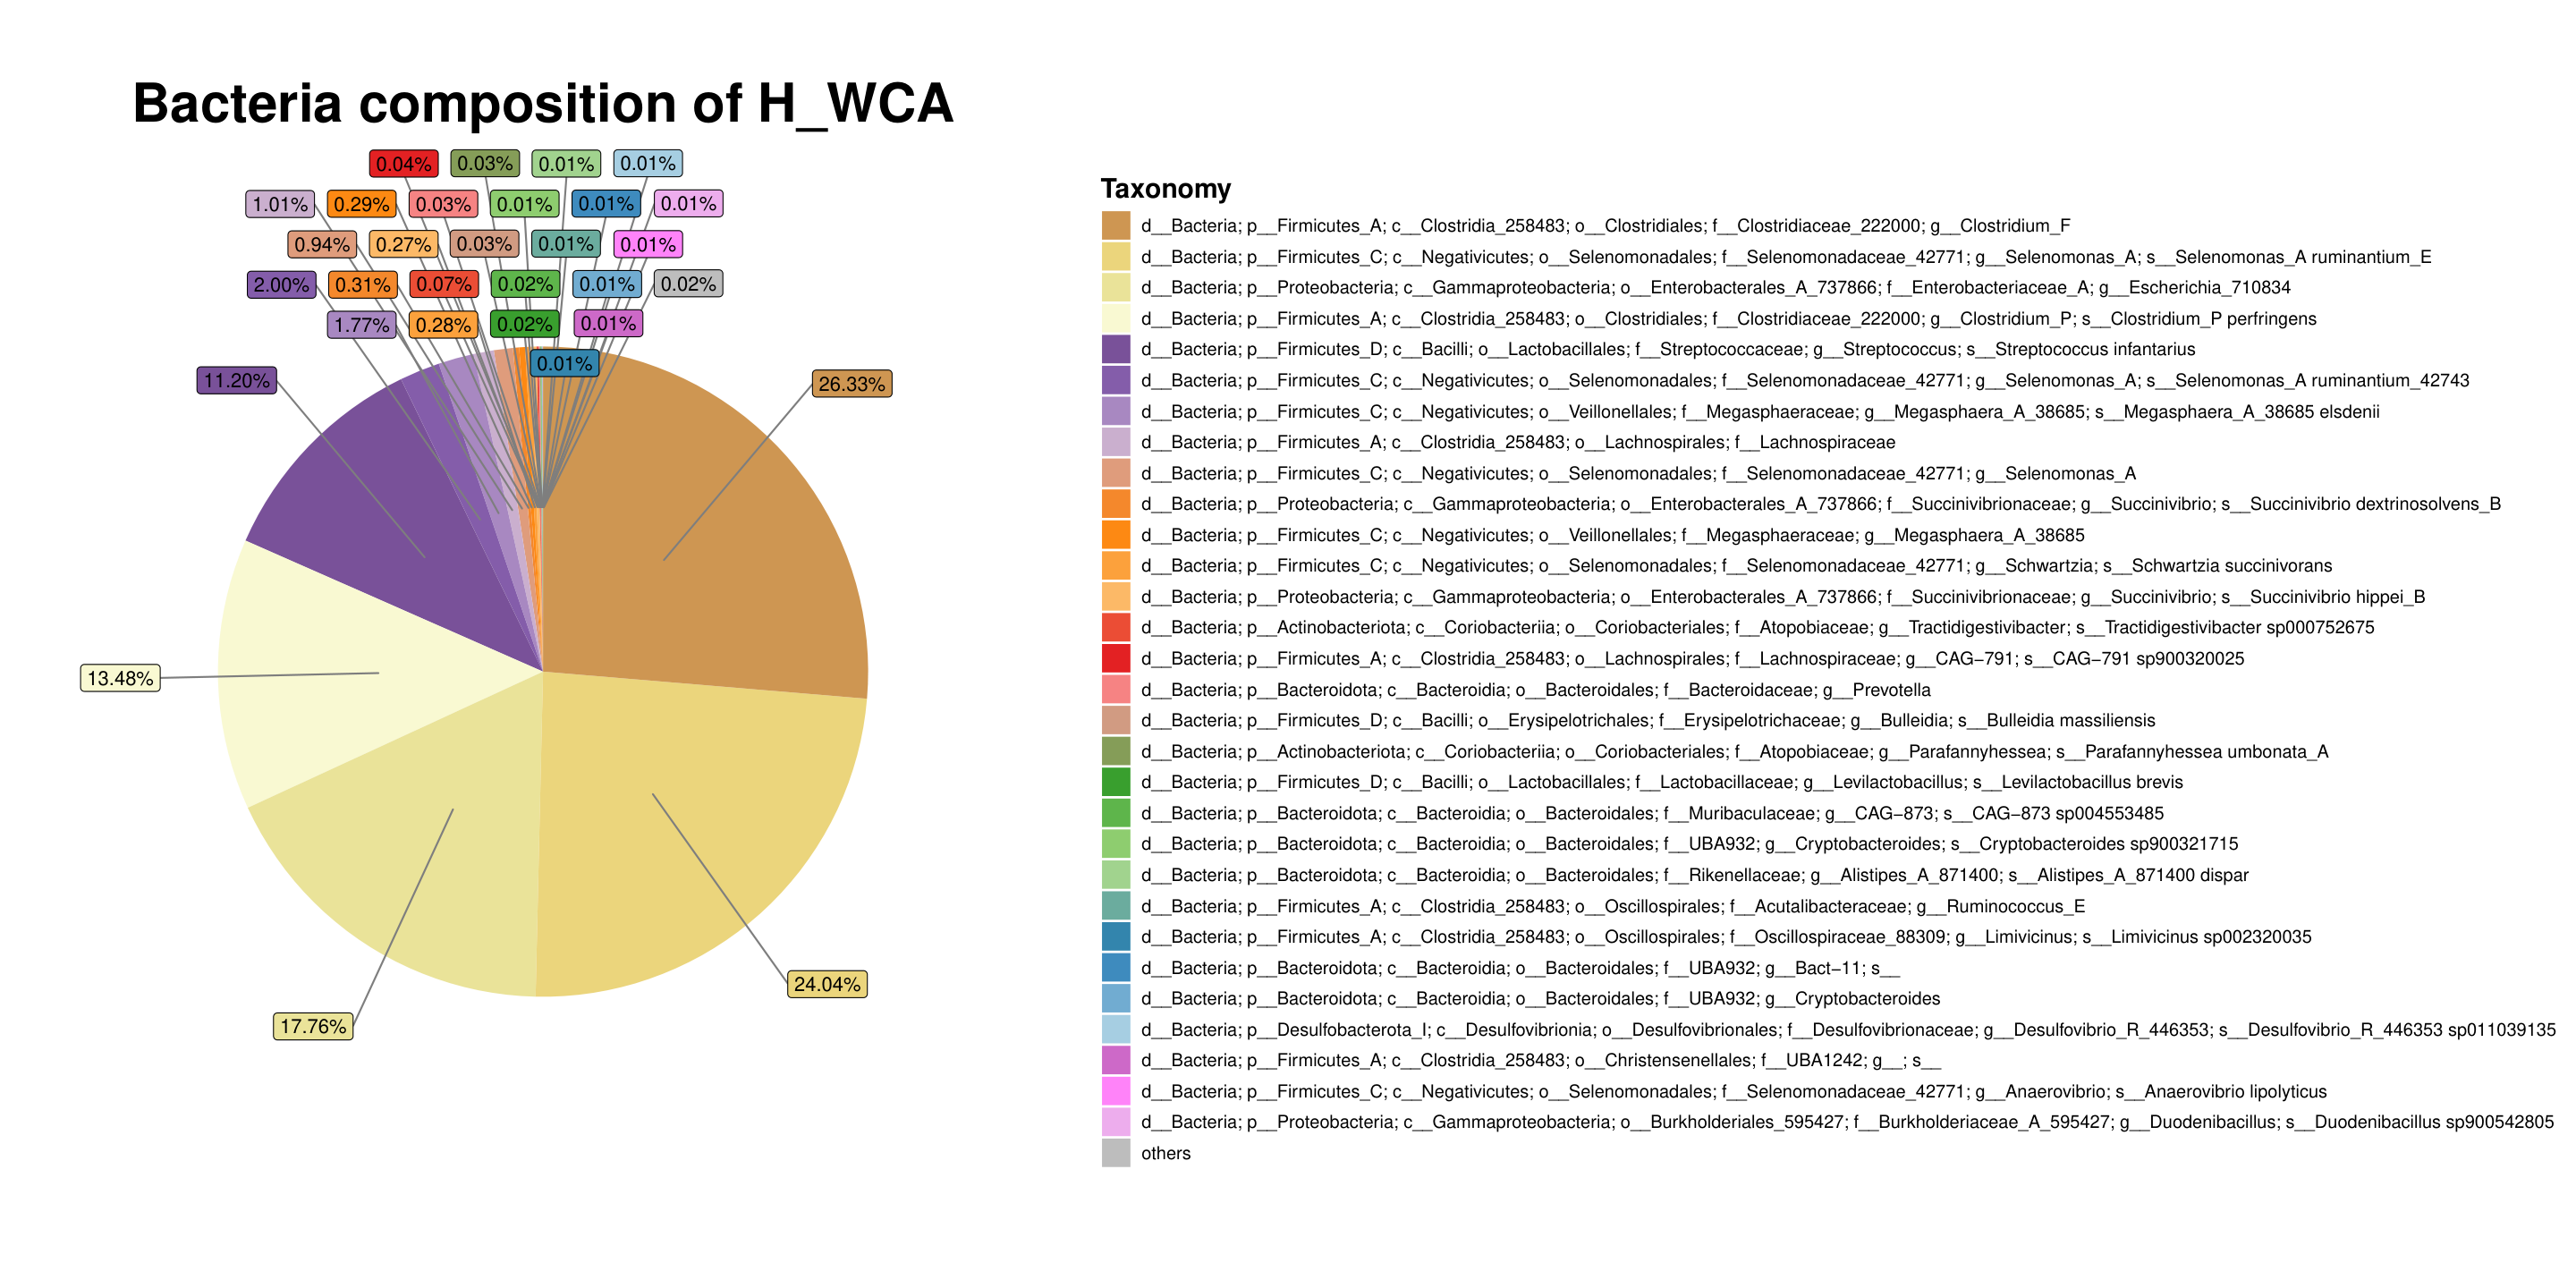 Bacteria composition of H_WCA
0.04% 0.03% 0.01% 0.01%
1.01% 0.29% 0.03% 0.01% 0.01% 0.01%
0.94% 0.27% 0.03% 0.01% 0.01%
2.00% 0.31% 0.07% 0.02% 0.01% 0.02%
1.77% 0.28% 0.02% 0.01%
0.01%
11.20% 26.33%
13.48%
24.04%
17.76%
Taxonomy
d__Bacteria; p__Firmicutes_A; c__Clostridia_258483; o__Clostridiales; f__Clostridiaceae_222000; g__Clostridium_F
d__Bacteria; p__Firmicutes_C; c__Negativicutes; o__Selenomonadales; f__Selenomonadaceae_42771; g__Selenomonas_A; s__Selenomonas_A ruminantium_E
d__Bacteria; p__Proteobacteria; c__Gammaproteobacteria; o__Enterobacterales_A_737866; f__Enterobacteriaceae_A; g__Escherichia_710834
d__Bacteria; p__Firmicutes_A; c__Clostridia_258483; o__Clostridiales; f__Clostridiaceae_222000; g__Clostridium_P; s__Clostridium_P perfringens
d__Bacteria; p__Firmicutes_D; c__Bacilli; o__Lactobacillales; f__Streptococcaceae; g__Streptococcus; s__Streptococcus infantarius
d__Bacteria; p__Firmicutes_C; c__Negativicutes; o__Selenomonadales; f__Selenomonadaceae_42771; g__Selenomonas_A; s__Selenomonas_A ruminantium_42743
d__Bacteria; p__Firmicutes_C; c__Negativicutes; o__Veillonellales; f__Megasphaeraceae; g__Megasphaera_A_38685; s__Megasphaera_A_38685 elsdenii
d__Bacteria; p__Firmicutes_A; c__Clostridia_258483; o__Lachnospirales; f__Lachnospiraceae
d__Bacteria; p__Firmicutes_C; c__Negativicutes; o__Selenomonadales; f__Selenomonadaceae_42771; g__Selenomonas_A
d__Bacteria; p__Proteobacteria; c__Gammaproteobacteria; o__Enterobacterales_A_737866; f__Succinivibrionaceae; g__Succinivibrio; s__Succinivibrio dextrinosolvens_B
d__Bacteria; p__Firmicutes_C; c__Negativicutes; o__Veillonellales; f__Megasphaeraceae; g__Megasphaera_A_38685
d__Bacteria; p__Firmicutes_C; c__Negativicutes; o__Selenomonadales; f__Selenomonadaceae_42771; g__Schwartzia; s__Schwartzia succinivorans
d__Bacteria; p__Proteobacteria; c__Gammaproteobacteria; o__Enterobacterales_A_737866; f__Succinivibrionaceae; g__Succinivibrio; s__Succinivibrio hippei_B
d__Bacteria; p__Actinobacteriota; c__Coriobacteriia; o__Coriobacteriales; f__Atopobiaceae; g__Tractidigestivibacter; s__Tractidigestivibacter sp000752675
d__Bacteria; p__Firmicutes_A; c__Clostridia_258483; o__Lachnospirales; f__Lachnospiraceae; g__CAG−791; s__CAG−791 sp900320025
d__Bacteria; p__Bacteroidota; c__Bacteroidia; o__Bacteroidales; f__Bacteroidaceae; g__Prevotella
d__Bacteria; p__Firmicutes_D; c__Bacilli; o__Erysipelotrichales; f__Erysipelotrichaceae; g__Bulleidia; s__Bulleidia massiliensis
d__Bacteria; p__Actinobacteriota; c__Coriobacteriia; o__Coriobacteriales; f__Atopobiaceae; g__Parafannyhessea; s__Parafannyhessea umbonata_A
d__Bacteria; p__Firmicutes_D; c__Bacilli; o__Lactobacillales; f__Lactobacillaceae; g__Levilactobacillus; s__Levilactobacillus brevis
d__Bacteria; p__Bacteroidota; c__Bacteroidia; o__Bacteroidales; f__Muribaculaceae; g__CAG−873; s__CAG−873 sp004553485
d__Bacteria; p__Bacteroidota; c__Bacteroidia; o__Bacteroidales; f__UBA932; g__Cryptobacteroides; s__Cryptobacteroides sp900321715
d__Bacteria; p__Bacteroidota; c__Bacteroidia; o__Bacteroidales; f__Rikenellaceae; g__Alistipes_A_871400; s__Alistipes_A_871400 dispar
d__Bacteria; p__Firmicutes_A; c__Clostridia_258483; o__Oscillospirales; f__Acutalibacteraceae; g__Ruminococcus_E
d__Bacteria; p__Firmicutes_A; c__Clostridia_258483; o__Oscillospirales; f__Oscillospiraceae_88309; g__Limivicinus; s__Limivicinus sp002320035
d__Bacteria; p__Bacteroidota; c__Bacteroidia; o__Bacteroidales; f__UBA932; g__Bact−11; s__
d__Bacteria; p__Bacteroidota; c__Bacteroidia; o__Bacteroidales; f__UBA932; g__Cryptobacteroides
d__Bacteria; p__Desulfobacterota_I; c__Desulfovibrionia; o__Desulfovibrionales; f__Desulfovibrionaceae; g__Desulfovibrio_R_446353; s__Desulfovibrio_R_446353 sp011039135
d__Bacteria; p__Firmicutes_A; c__Clostridia_258483; o__Christensenellales; f__UBA1242; g__; s__
d__Bacteria; p__Firmicutes_C; c__Negativicutes; o__Selenomonadales; f__Selenomonadaceae_42771; g__Anaerovibrio; s__Anaerovibrio lipolyticus
d__Bacteria; p__Proteobacteria; c__Gammaproteobacteria; o__Burkholderiales_595427; f__Burkholderiaceae_A_595427; g__Duodenibacillus; s__Duodenibacillus sp900542805
others